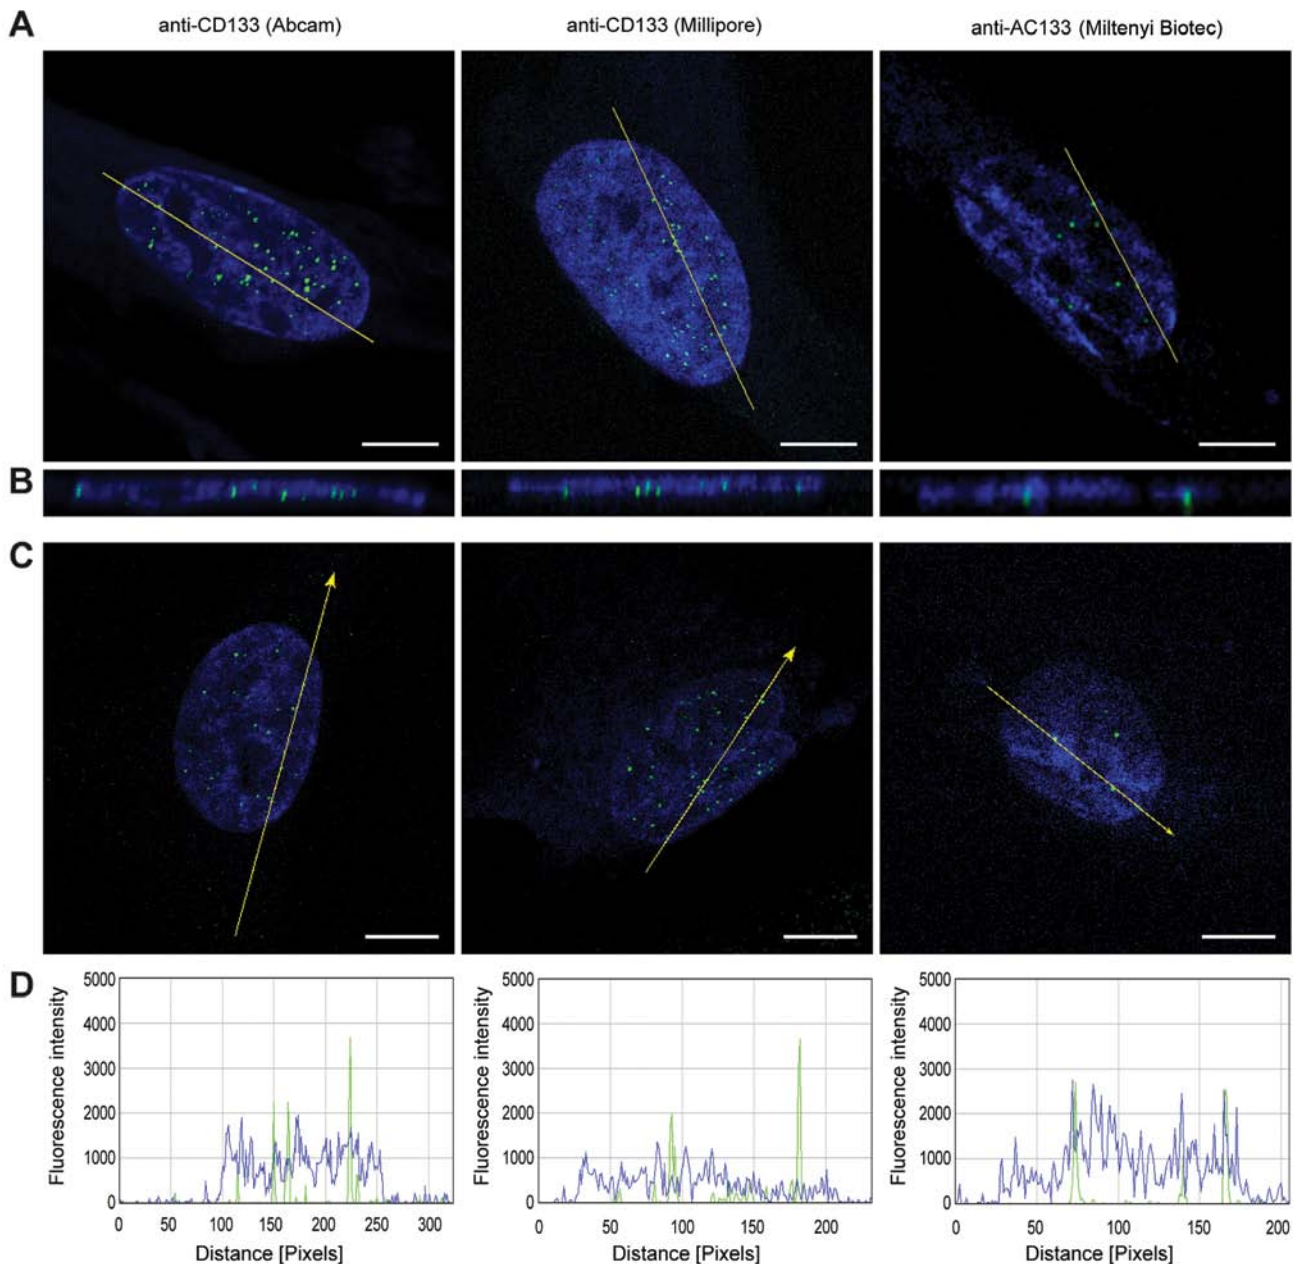 A
anti-CD133 (Abcam)
anti-CD133 (Millipore)
anti-AC133 (Miltenyi Biotec)
B
C
D
Fluorescence intensity
5000
4000
3000
2000
1000
0
0 50 100 150 200 250 300
Distance [Pixels]
Fluorescence intensity
5000
4000
3000
2000
1000
0
0 50 100 150 200
Distance [Pixels]
Fluorescence intensity
5000
4000
3000
2000
1000
0
0 50 100 150 200
Distance [Pixels]